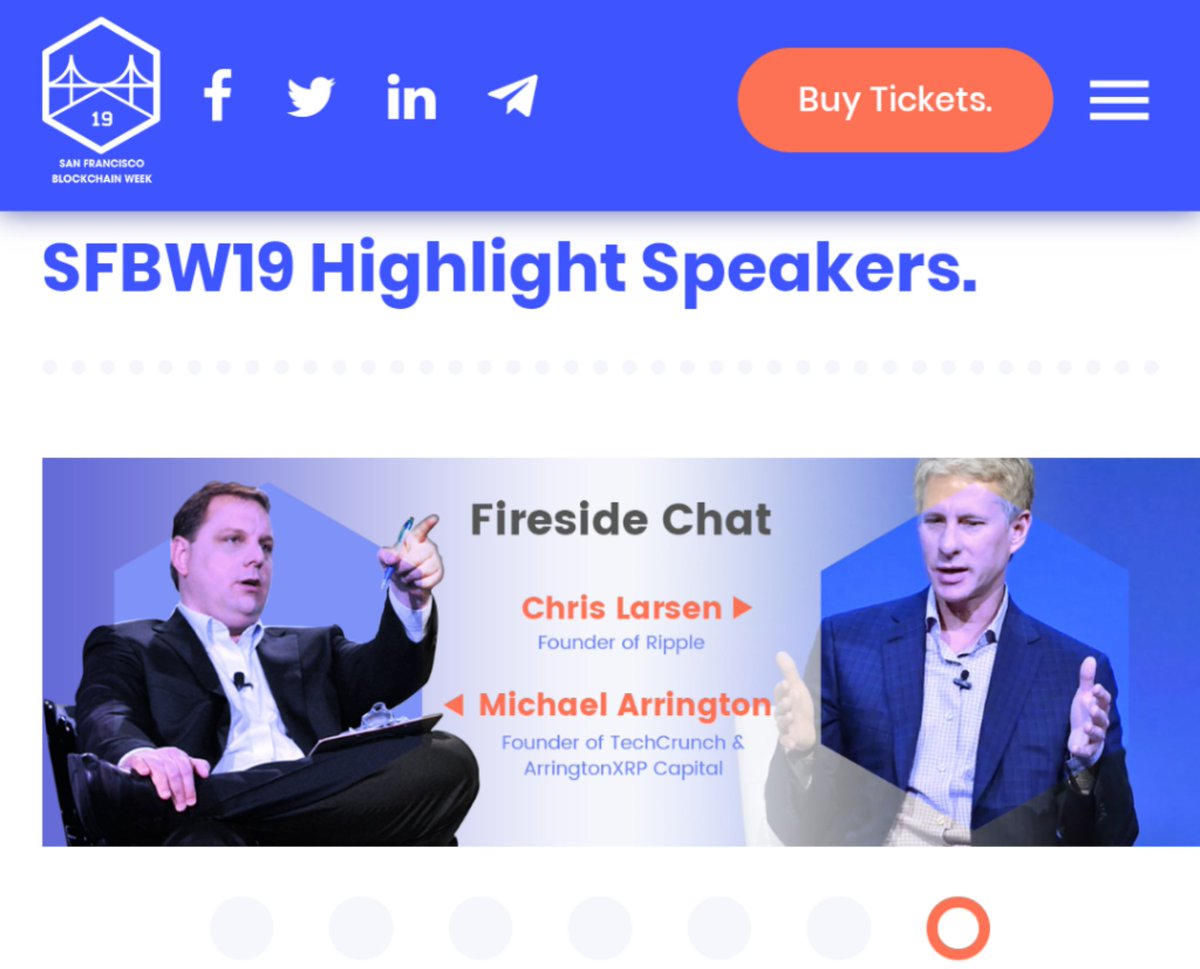 19
SAN FRANCISCO
BLOCKCHAIN WEEK
Buy Tickets.
SFBW19 Highlight Speakers.
Fireside Chat
Chris Larsen
Founder of Ripple
Michael Arrington
Founder of TechCrunch &
ArringtonXRP Capital